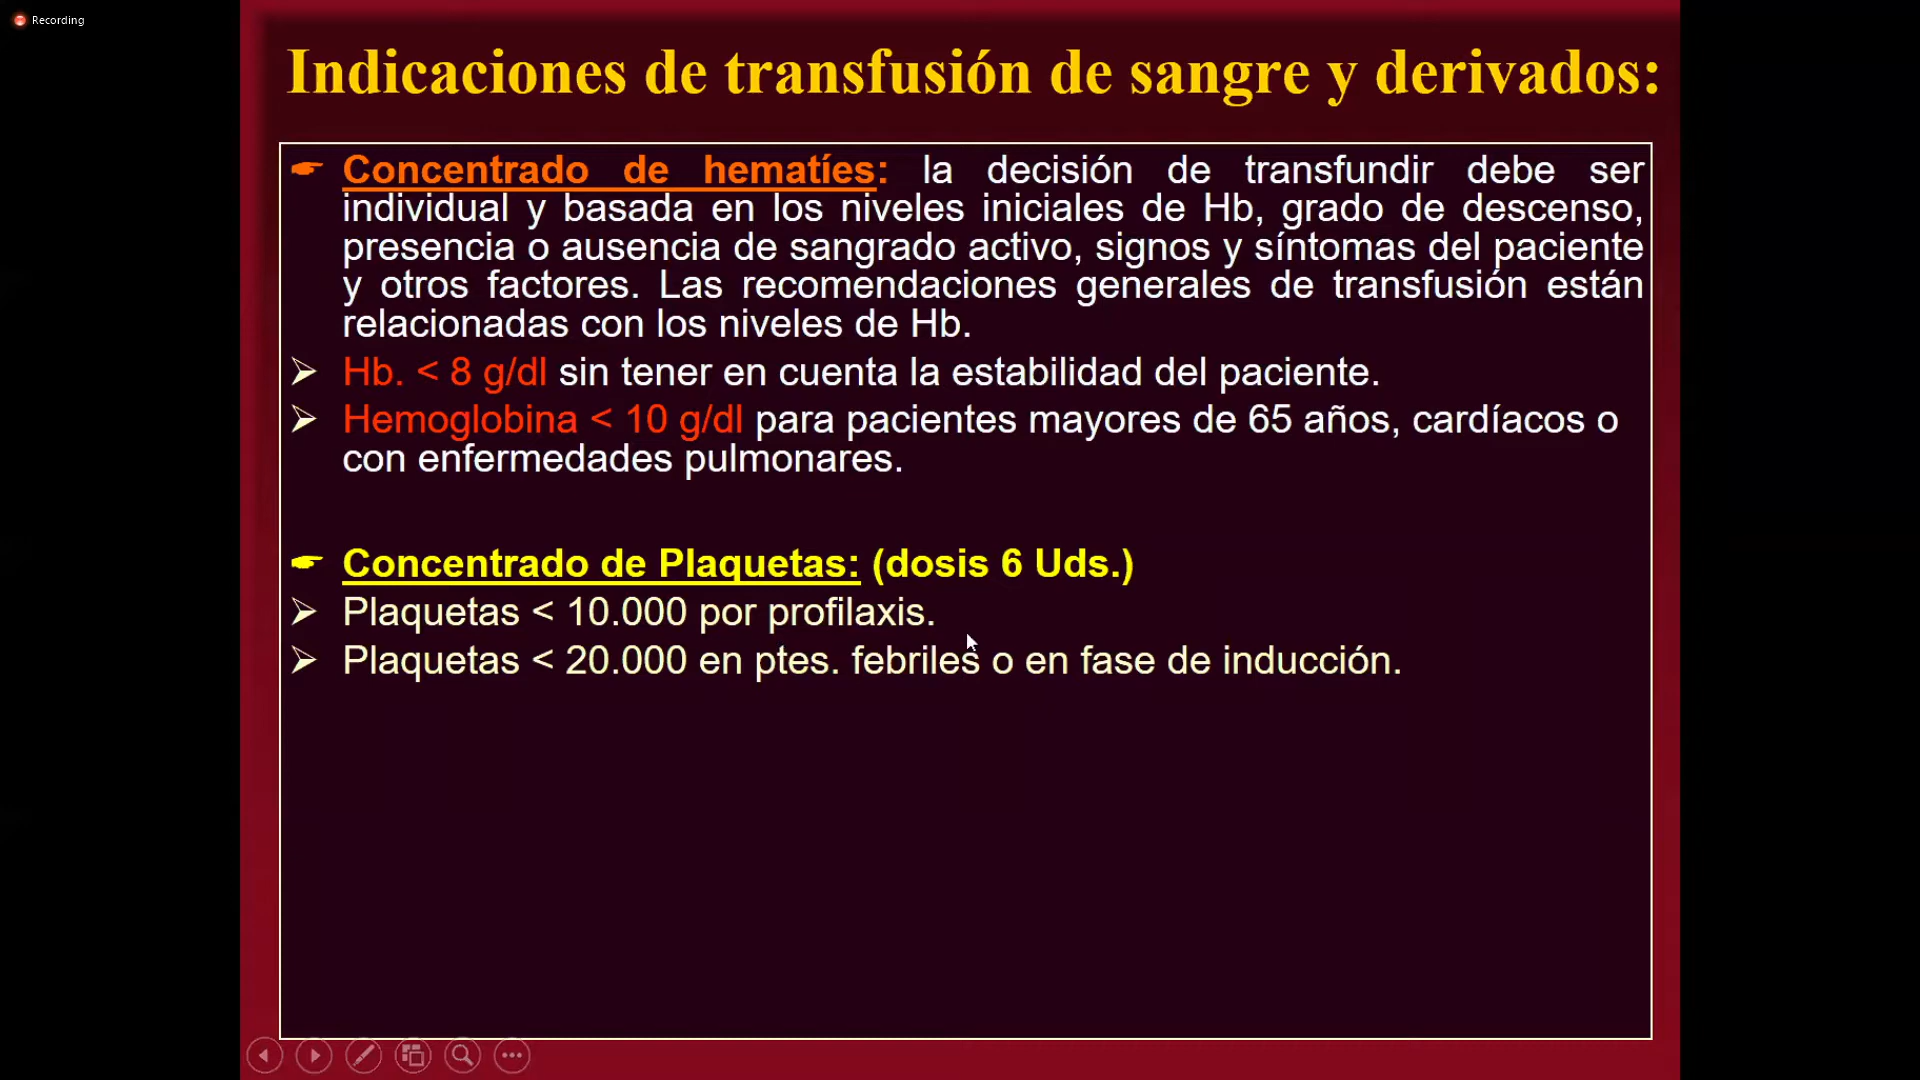 Recording
Indicaciones de transfusión de sangre y derivados:
Concentrado de hematíes: la decisión de transfundir debe ser
individual y basada en los niveles iniciales de Hb, grado de descenso,
presencia o ausencia de sangrado activo, signos y síntomas del paciente
y otros factores. Las recomendaciones generales de transfusión están
relacionadas con los niveles de Hb.
Hb. < 8 g/dl sin tener en cuenta la estabilidad del paciente.
Hemoglobina < 10 g/dl para pacientes mayores de 65 años, cardíacos o
con enfermedades pulmonares.
Concentrado de Plaquetas: (dosis 6 Uds.)
Plaquetas < 10.000 por profilaxis.
Plaquetas < 20.000 en ptes. febriles o en fase de inducción.